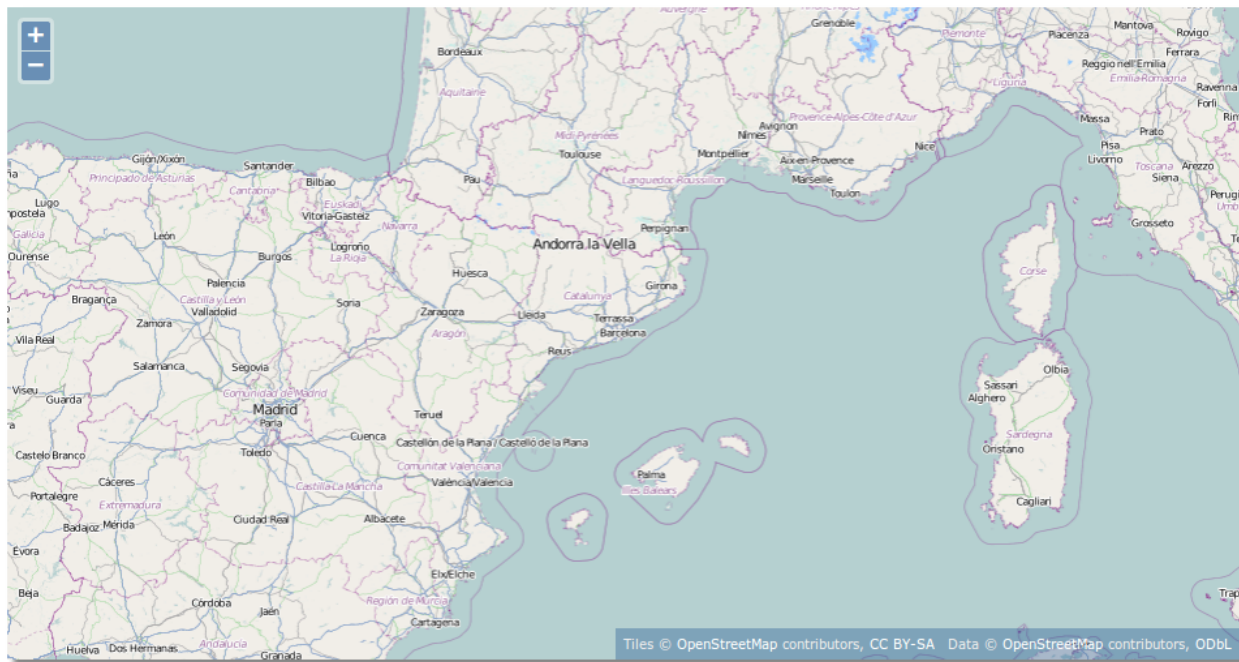 +
−
Grenoble
Piemonte
Mantova
Piacenza
Rovigo
Bordeaux
Ferrara
Reggio nell'Emilia
Emilia-Romagna
Liguria
Aquitaine
Ravenna
Forlì
Provence-Alpes-Côte d'Azur
Massa
Avignon
Nîmes
Midi-Pyrénées
Prato
Nice
Pisa
Toulouse
Montpellier
Aix-en-Provence
Livorno
Gijón/Xixón
Santander
Toscana
Arezzo
Principado de Asturias
Bilbao
Pau
Languedoc-Roussillon
Marseille
Siena
Cantabria
Toulon
Perugia
Lugo
Euskadi
Vitoria-Gasteiz
Grosseto
Galicia
León
Navarra
Perpignan
Logroño
Andorra la Vella
Ourense
Burgos
La Rioja
Huesca
Corse
Palencia
Girona
Bragança
Castilla y León
Soria
Catalunya
Valladolid
Zaragoza
Lleida
Terrassa
Zamora
Aragón
Barcelona
Vila Real
Reus
Salamanca
Segovia
Olbia
Viseu
Sassari
Guarda
Comunidad de Madrid
Alghero
Madrid
Teruel
Parla
Cuenca
Castellón de la Plana / Castelló de la Plana
Sardegna
Toledo
Oristano
Castelo Branco
Comunitat Valenciana
Palma
Cáceres
València/Valencia
Castilla-La Mancha
Illes Balears
Portalegre
Extremadura
Cagliari
Badajoz
Mérida
Ciudad Real
Albacete
Évora
Elx/Elche
Beja
Trap
Córdoba
Región de Murcia
Jaén
Cartagena
Huelva
Dos Hermanas
Andalucía
Granada
Tiles © OpenStreetMap contributors, CC BY-SA Data © OpenStreetMap contributors, ODbL